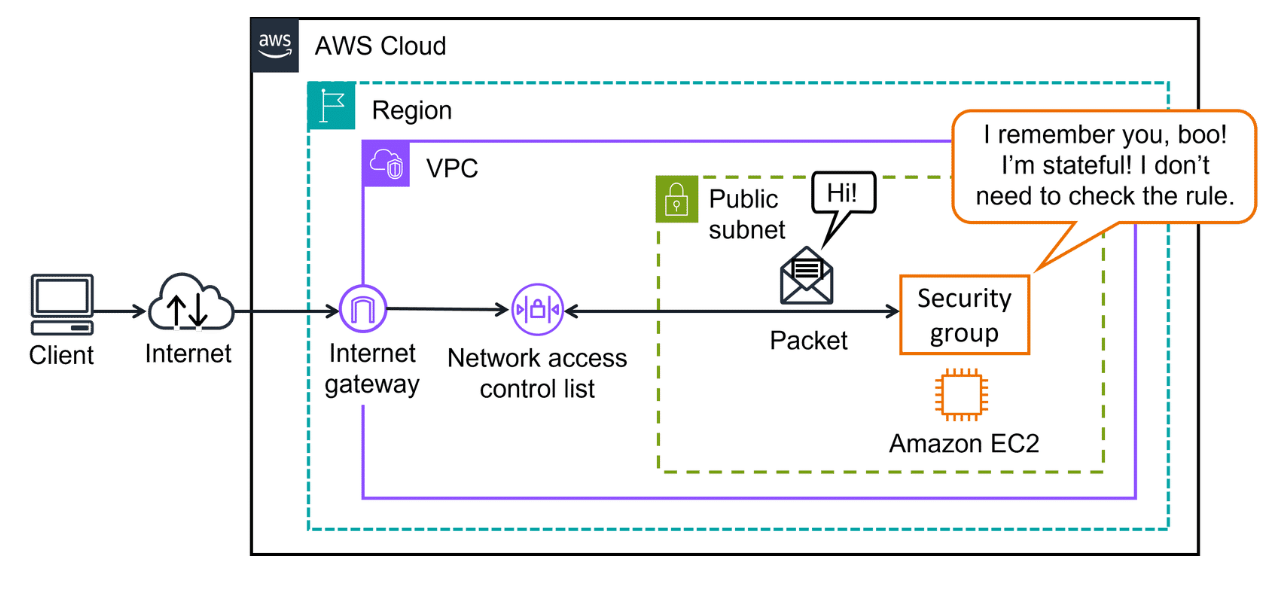 aws
AWS Cloud
Region
I remember you, boo!
I'm stateful! I don't
need to check the rule.
VPC
Hi!
Public
subnet
Security
group
Client
Internet
Internet
gateway
Network access
control list
Packet
Amazon EC2